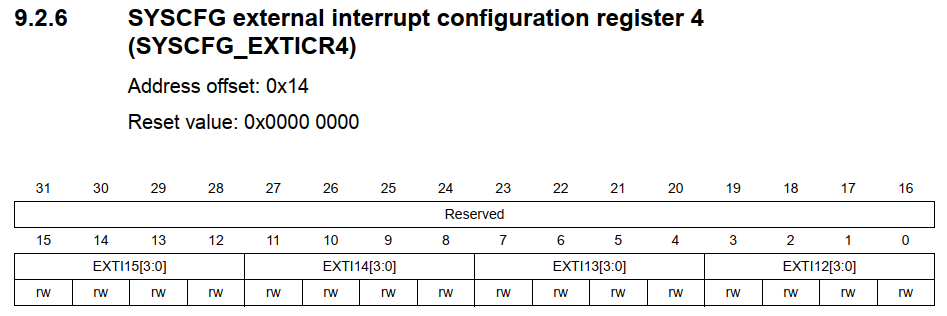 9.2.6 SYSCFG external interrupt configuration register 4
(SYSCFG_EXTICR4)
Address offset: 0x14
Reset value: 0x0000 0000
31 30 29 28 27 26 25 24 23 22 21 20 19 18 17 16
Reserved
15 14 13 12 11 10 9 8 7 6 5 4 3 2 1 0
EXTI15[3:0] EXTI14[3:0] EXTI13[3:0] EXTI12[3:0]
rw rw rw rw rw rw rw rw rw rw rw rw rw rw rw rw